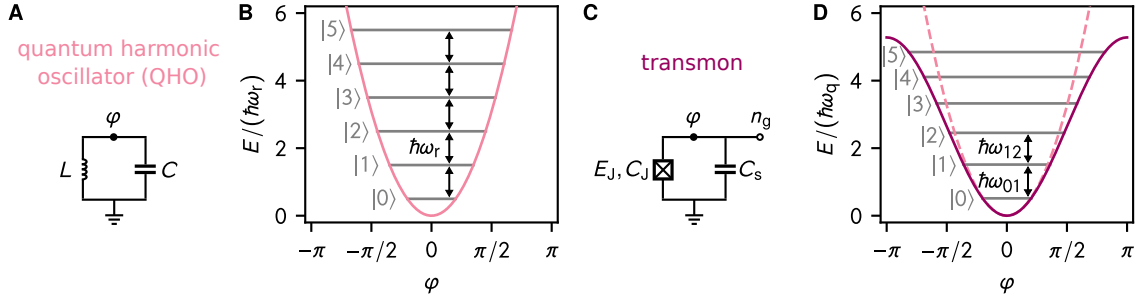 A
quantum harmonic
oscillator (QHO)
φ
L
C
B
E/(ħω_r)
6
4
2
0
|5⟩
|4⟩
|3⟩
|2⟩
|1⟩
|0⟩
ħω_r
−π
−π/2
0
π/2
π
φ
C
transmon
φ
n_g
E_J, C_J
C_s
D
E/(ħω_q)
6
4
2
0
|5⟩
|4⟩
|3⟩
|2⟩
|1⟩
|0⟩
ħω_12
ħω_01
−π
−π/2
0
π/2
π
φ